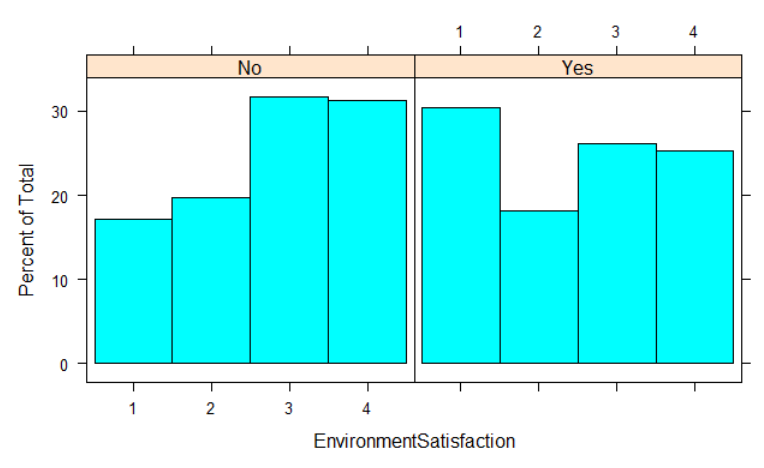 1 2 3 4
No Yes
30
20
10
0
Percent of Total
1 2 3 4
EnvironmentSatisfaction